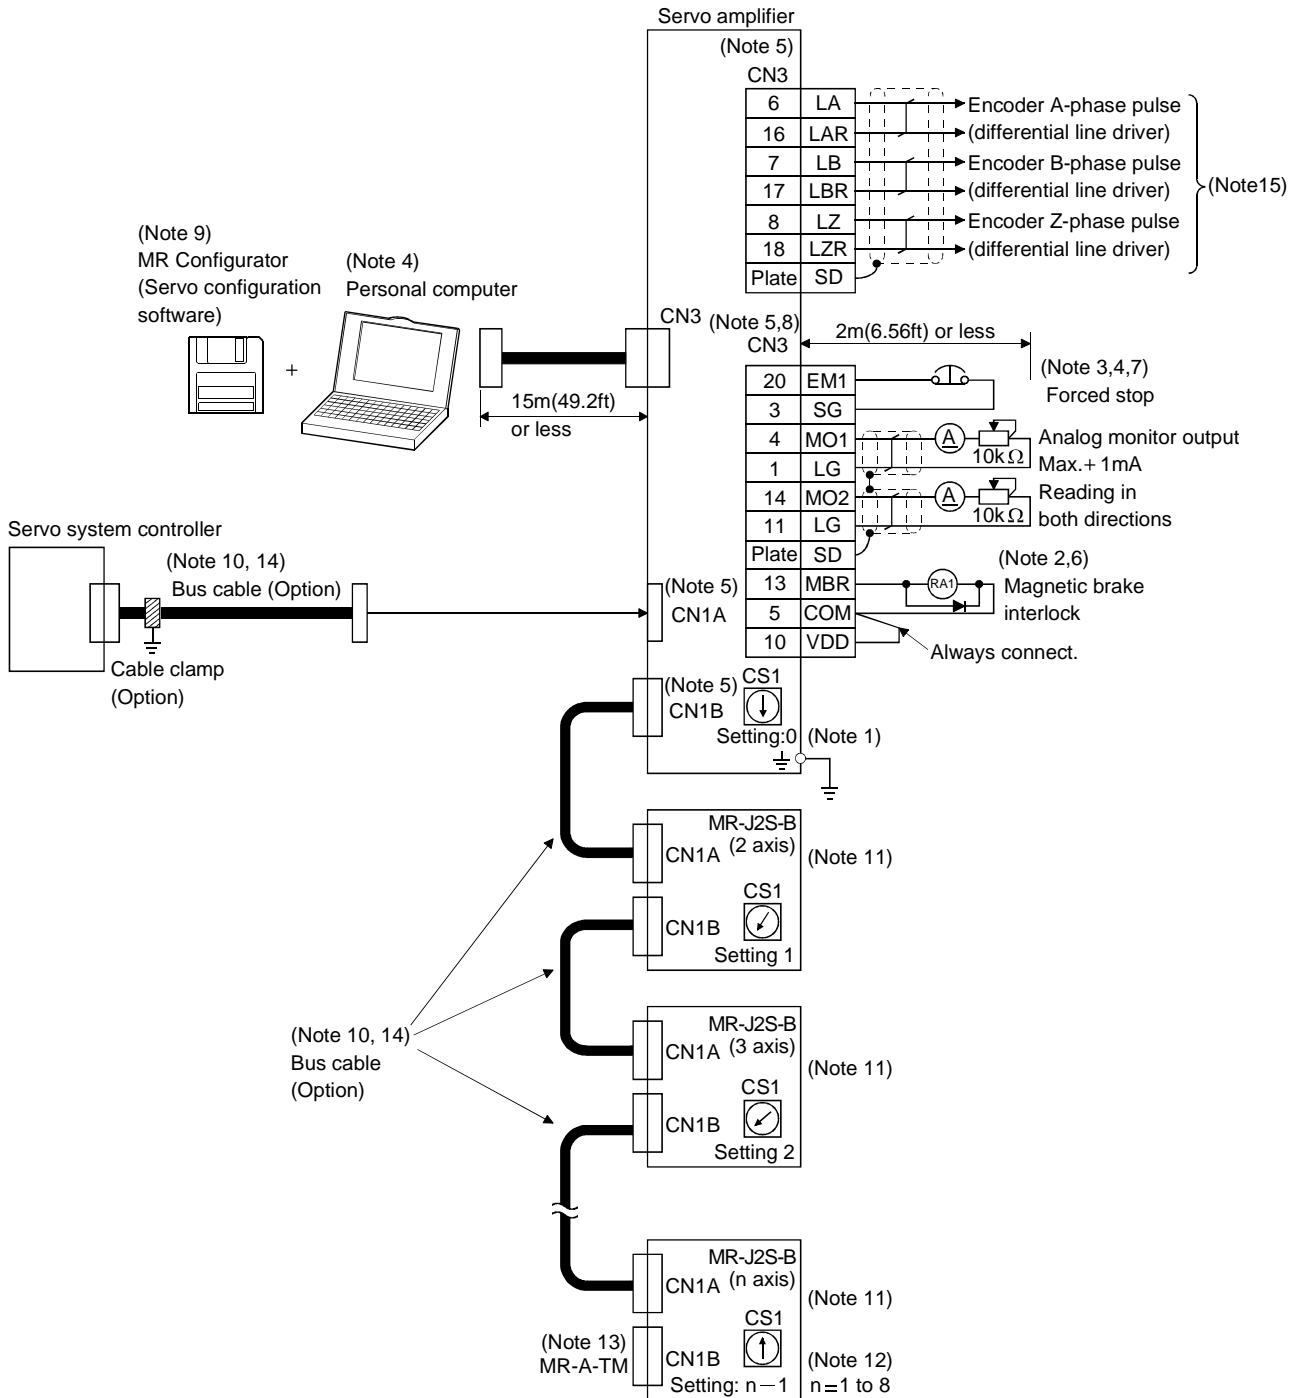 Servo amplifier
(Note 5)
CN3
6 LA
16 LAR
7 LB
17 LBR
8 LZ
18 LZR
Plate SD
Encoder A-phase pulse
(differential line driver)
Encoder B-phase pulse
(differential line driver)
Encoder Z-phase pulse
(differential line driver)
(Note15)
(Note 9)
MR Configurator
(Servo configuration
software)
+
(Note 4)
Personal computer
15m(49.2ft)
or less
CN3
(Note 5,8)
CN3
2m(6.56ft) or less
20 EM1
3 SG
4 MO1
1 LG
14 MO2
11 LG
Plate SD
13 MBR
5 COM
10 VDD
(Note 3,4,7)
Forced stop
A
10kΩ
A
10kΩ
Analog monitor output
Max.+ 1mA
Reading in
both directions
(Note 2,6)
RA1
Magnetic brake
interlock
Always connect.
Servo system controller
(Note 10, 14)
Bus cable (Option)
Cable clamp
(Option)
(Note 5)
CN1A
(Note 5)
CN1B
CS1
Setting:0
(Note 1)
MR-J2S-B
(2 axis)
CN1A
(Note 11)
CS1
CN1B
Setting 1
(Note 10, 14)
Bus cable
(Option)
MR-J2S-B
(3 axis)
CN1A
(Note 11)
CS1
CN1B
Setting 2
MR-J2S-B
(n axis)
CN1A
(Note 11)
CS1
(Note 13)
MR-A-TM
CN1B
(Note 12)
Setting: n－1
n=1 to 8